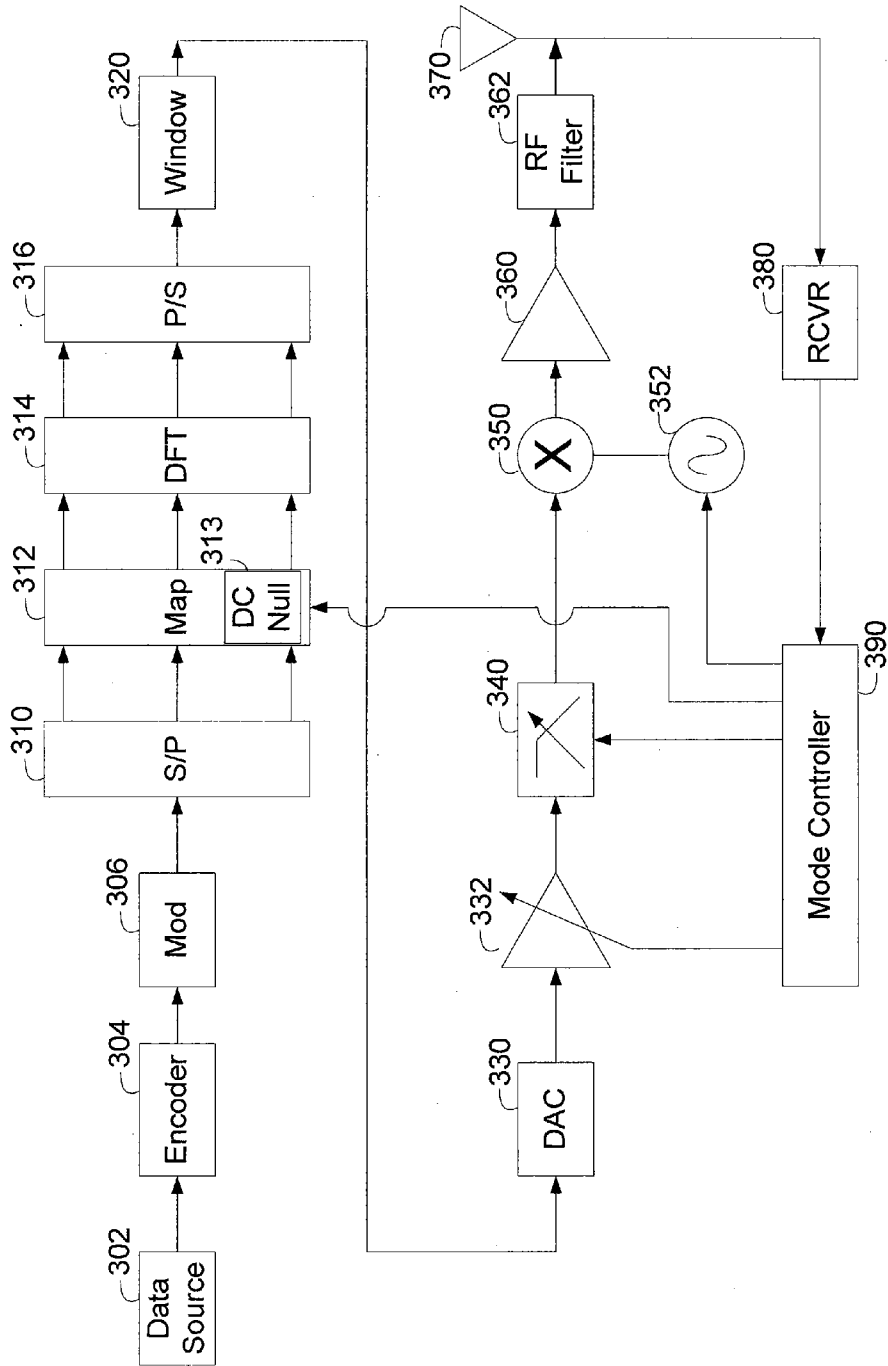 302
Data
Source
304
Encoder
306
Mod
310
S/P
312
Map
313
DC
Null
314
DFT
316
P/S
320
Window
330
DAC
332
340
350
X
352
360
362
RF
Filter
370
380
RCVR
390
Mode Controller